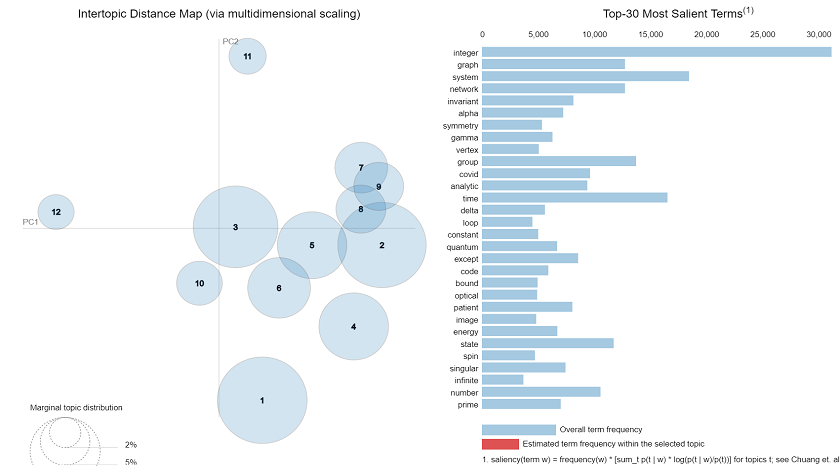 Intertopic Distance Map (via multidimensional scaling)
PC2
PC1
11
7
9
8
12
3
5
2
10
6
4
1
Marginal topic distribution
2%
5%
Top-30 Most Salient Terms(1)
0 5,000 10,000 15,000 20,000 25,000 30,000
integer
graph
system
network
invariant
alpha
symmetry
gamma
vertex
group
covid
analytic
time
delta
loop
constant
quantum
except
code
bound
optical
patient
image
energy
state
spin
singular
infinite
number
prime
Overall term frequency
Estimated term frequency within the selected topic
1. saliency(term w) = frequency(w) * [sum_t p(t | w) * log(p(t | w)/p(t))] for topics t; see Chuang et. al